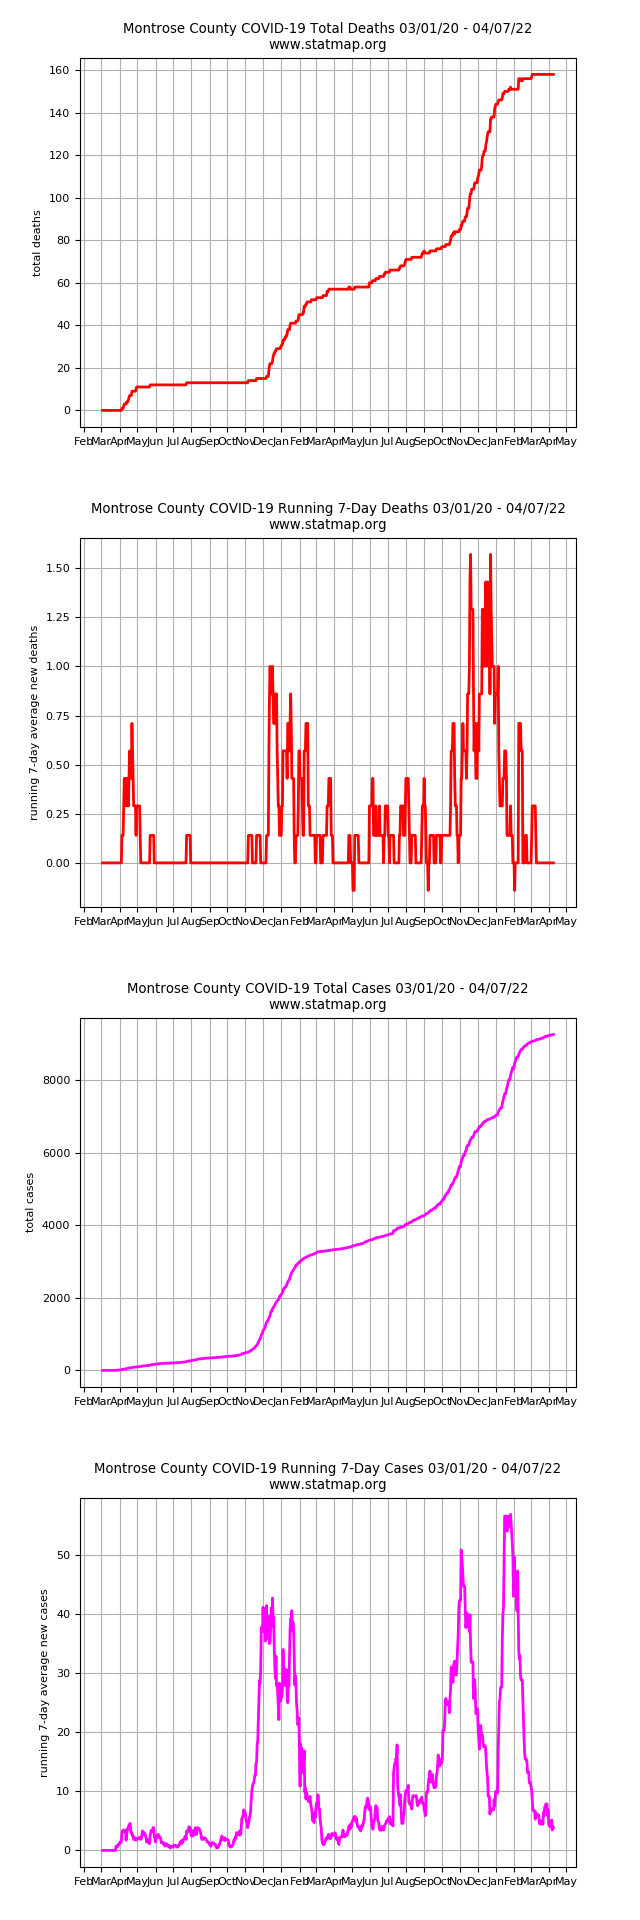 Montrose County COVID-19 Total Deaths 03/01/20 - 04/07/22
www.statmap.org
160
140
120
100
80
60
40
20
0
total deaths
Feb Mar Apr May Jun Jul Aug Sep Oct Nov Dec Jan Feb Mar Apr May Jun Jul Aug Sep Oct Nov Dec Jan Feb Mar Apr May
Montrose County COVID-19 Running 7-Day Deaths 03/01/20 - 04/07/22
www.statmap.org
1.50
1.25
1.00
0.75
0.50
0.25
0.00
running 7-day average new deaths
Feb Mar Apr May Jun Jul Aug Sep Oct Nov Dec Jan Feb Mar Apr May Jun Jul Aug Sep Oct Nov Dec Jan Feb Mar Apr May
Montrose County COVID-19 Total Cases 03/01/20 - 04/07/22
www.statmap.org
8000
6000
4000
2000
0
total cases
Feb Mar Apr May Jun Jul Aug Sep Oct Nov Dec Jan Feb Mar Apr May Jun Jul Aug Sep Oct Nov Dec Jan Feb Mar Apr May
Montrose County COVID-19 Running 7-Day Cases 03/01/20 - 04/07/22
www.statmap.org
50
40
30
20
10
0
running 7-day average new cases
Feb Mar Apr May Jun Jul Aug Sep Oct Nov Dec Jan Feb Mar Apr May Jun Jul Aug Sep Oct Nov Dec Jan Feb Mar Apr May